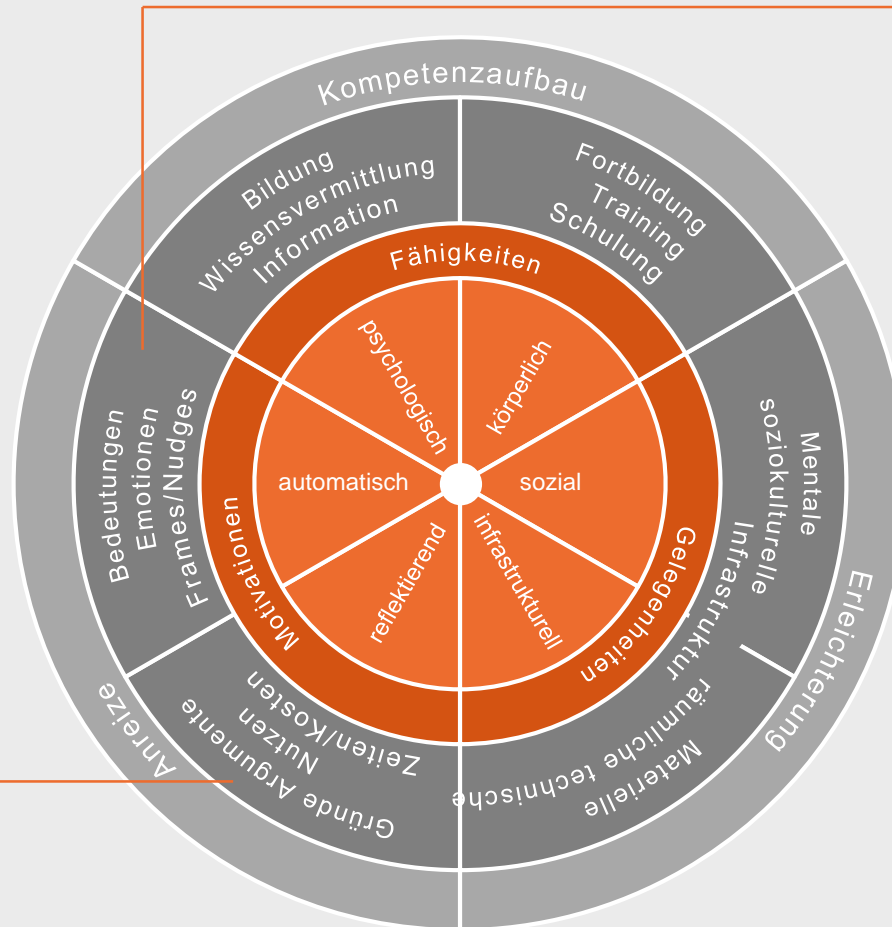 Kompetenzaufbau
Bildung
Wissensvermittlung
Information
Fortbildung
Training
Schulung
Fähigkeiten
psychologisch
körperlich
automatisch
sozial
reflektierend
infrastrukturell
Motivationen
Gelegenheiten
Bedeutungen
Emotionen
Frames/Nudges
Mentale
soziokulturelle
Infrastruktur
räumliche technische
Materielle
Zeiten/Kosten
Nutzen
Gründe Argumente
Anreize
Erleichterung